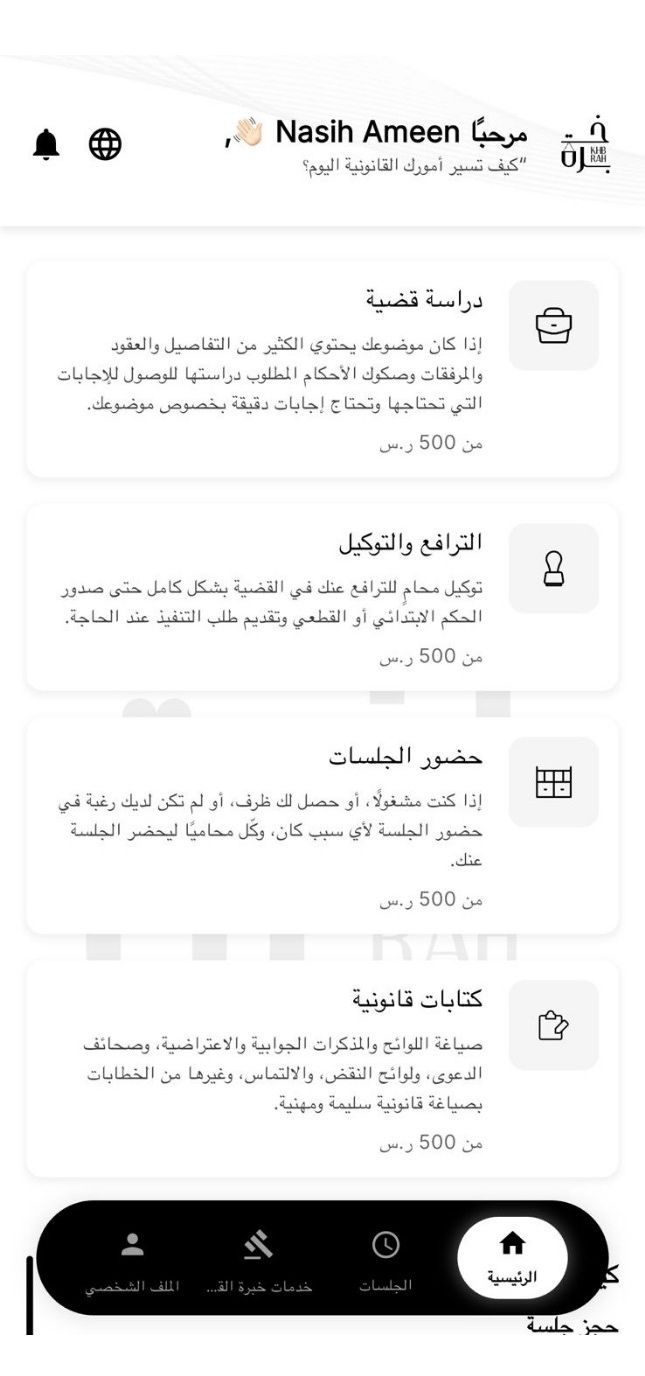 خبرة
KHB
RAH
مرحبًا Nasih Ameen 👋🏻,
"كيف تسير أمورك القانونية اليوم؟
دراسة قضية
إذا كان موضوعك يحتوي الكثير من التفاصيل والعقود
والمرفقات وصكوك الأحكام المطلوب دراستها للوصول للإجابات
التي تحتاجها وتحتاج إجابات دقيقة بخصوص موضوعك.
من 500 ر.س
الترافع والتوكيل
توكيل محامٍ للترافع عنك في القضية بشكل كامل حتى صدور
الحكم الابتدائي أو القطعي وتقديم طلب التنفيذ عند الحاجة.
من 500 ر.س
حضور الجلسات
إذا كنت مشغولًا، أو حصل لك ظرف، أو لم تكن لديك رغبة في
حضور الجلسة لأي سبب كان، وكّل محاميًا ليحضر الجلسة
عنك.
من 500 ر.س
RAH
كتابات قانونية
صياغة اللوائح والمذكرات الجوابية والاعتراضية، وصحائف
الدعوى، ولوائح النقض، والالتماس، وغيرها من الخطابات
بصياغة قانونية سليمة ومهنية.
من 500 ر.س
الرئيسية
الجلسات
خدمات خبرة الق...
الملف الشخصي
حجز جلسة